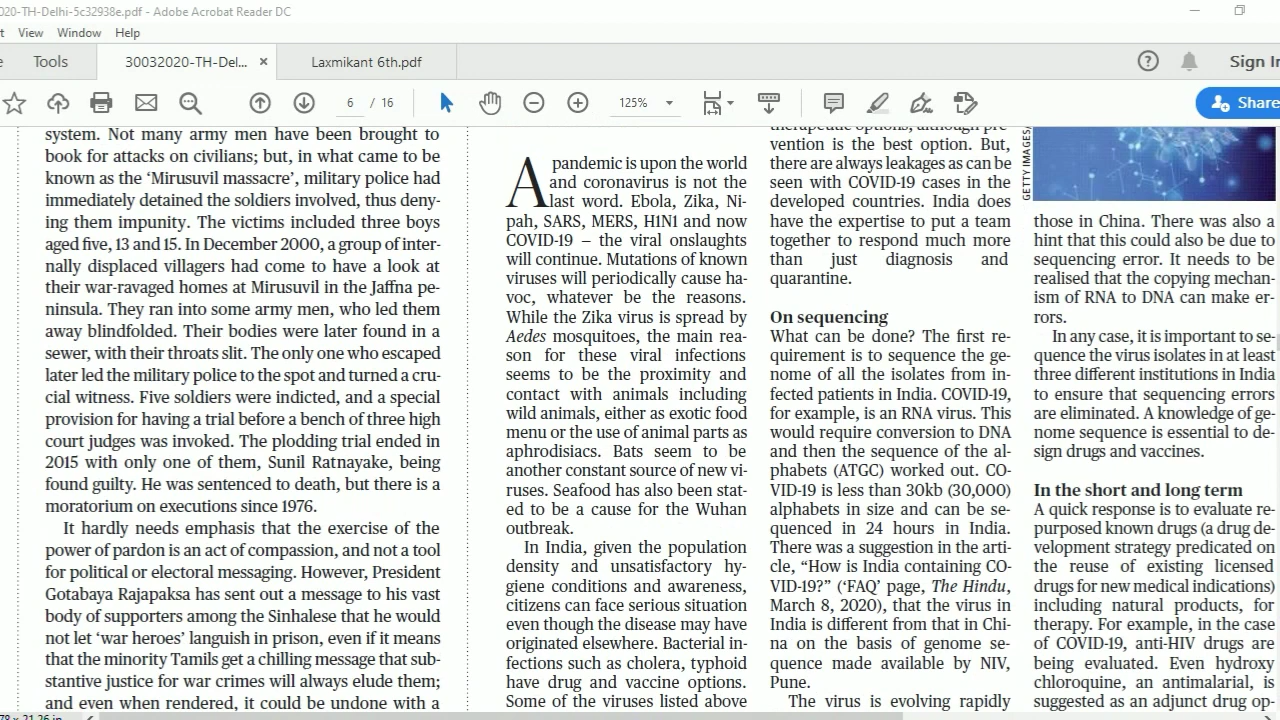 020-TH-Delhi-5c32938e.pdf - Adobe Acrobat Reader DC
t View Window Help
e Tools 30032020-TH-Del... × Laxmikant 6th.pdf Sign In
6 / 16 125% Share
system. Not many army men have been brought to
book for attacks on civilians; but, in what came to be
known as the ‘Mirusuvil massacre’, military police had
immediately detained the soldiers involved, thus deny-
ing them impunity. The victims included three boys
aged five, 13 and 15. In December 2000, a group of inter-
nally displaced villagers had come to have a look at
their war-ravaged homes at Mirusuvil in the Jaffna pe-
ninsula. They ran into some army men, who led them
away blindfolded. Their bodies were later found in a
sewer, with their throats slit. The only one who escaped
later led the military police to the spot and turned a cru-
cial witness. Five soldiers were indicted, and a special
provision for having a trial before a bench of three high
court judges was invoked. The plodding trial ended in
2015 with only one of them, Sunil Ratnayake, being
found guilty. He was sentenced to death, but there is a
moratorium on executions since 1976.
It hardly needs emphasis that the exercise of the
power of pardon is an act of compassion, and not a tool
for political or electoral messaging. However, President
Gotabaya Rajapaksa has sent out a message to his vast
body of supporters among the Sinhalese that he would
not let ‘war heroes’ languish in prison, even if it means
that the minority Tamils get a chilling message that sub-
stantive justice for war crimes will always elude them;
and even when rendered, it could be undone with a
A pandemic is upon the world
and coronavirus is not the
last word. Ebola, Zika, Ni-
pah, SARS, MERS, H1N1 and now
COVID-19 – the viral onslaughts
will continue. Mutations of known
viruses will periodically cause ha-
voc, whatever be the reasons.
While the Zika virus is spread by
Aedes mosquitoes, the main rea-
son for these viral infections
seems to be the proximity and
contact with animals including
wild animals, either as exotic food
menu or the use of animal parts as
aphrodisiacs. Bats seem to be
another constant source of new vi-
ruses. Seafood has also been stat-
ed to be a cause for the Wuhan
outbreak.
In India, given the population
density and unsatisfactory hy-
giene conditions and awareness,
citizens can face serious situation
even though the disease may have
originated elsewhere. Bacterial in-
fections such as cholera, typhoid
have drug and vaccine options.
Some of the viruses listed above
therapeutic options, although pre-
vention is the best option. But,
there are always leakages as can be
seen with COVID-19 cases in the
developed countries. India does
have the expertise to put a team
together to respond much more
than just diagnosis and
quarantine.
On sequencing
What can be done? The first re-
quirement is to sequence the ge-
nome of all the isolates from in-
fected patients in India. COVID-19,
for example, is an RNA virus. This
would require conversion to DNA
and then the sequence of the al-
phabets (ATGC) worked out. CO-
VID-19 is less than 30kb (30,000)
alphabets in size and can be se-
quenced in 24 hours in India.
There was a suggestion in the arti-
cle, “How is India containing CO-
VID-19?” (‘FAQ’ page, The Hindu,
March 8, 2020), that the virus in
India is different from that in Chi-
na on the basis of genome se-
quence made available by NIV,
Pune.
The virus is evolving rapidly
GETTY IMAGES/
those in China. There was also a
hint that this could also be due to
sequencing error. It needs to be
realised that the copying mechan-
ism of RNA to DNA can make er-
rors.
In any case, it is important to se-
quence the virus isolates in at least
three different institutions in India
to ensure that sequencing errors
are eliminated. A knowledge of ge-
nome sequence is essential to de-
sign drugs and vaccines.
In the short and long term
A quick response is to evaluate re-
purposed known drugs (a drug de-
velopment strategy predicated on
the reuse of existing licensed
drugs for new medical indications)
including natural products, for
therapy. For example, in the case
of COVID-19, anti-HIV drugs are
being evaluated. Even hydroxy
chloroquine, an antimalarial, is
suggested as an adjunct drug op-
78 x 21.26 in